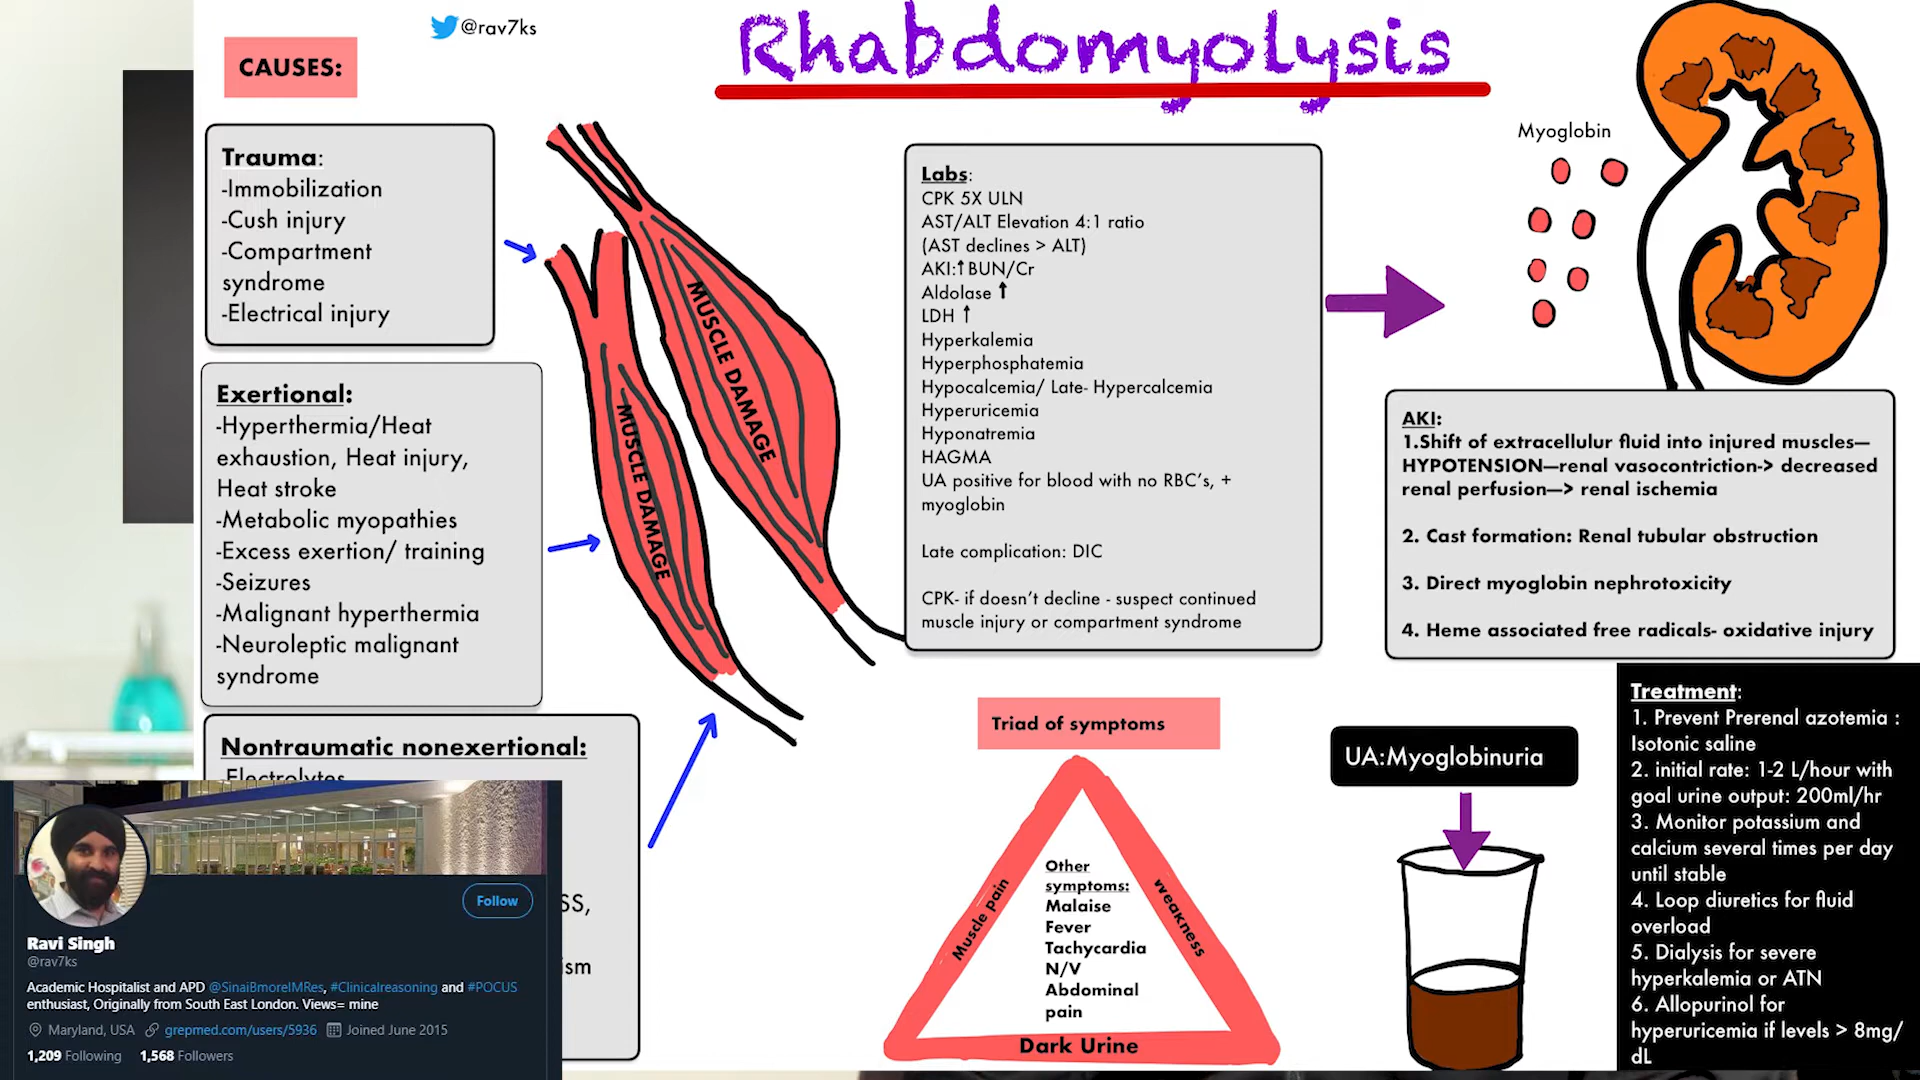 @rav7ks
Rhabdomyolysis
CAUSES:
Trauma:
-Immobilization
-Cush injury
-Compartment
syndrome
-Electrical injury
Exertional:
-Hyperthermia/Heat
exhaustion, Heat injury,
Heat stroke
-Metabolic myopathies
-Excess exertion/ training
-Seizures
-Malignant hyperthermia
-Neuroleptic malignant
syndrome
Nontraumatic nonexertional:
-Electrolytes
SS,
ism
MUSCLE DAMAGE
MUSCLE DAMAGE
Labs:
CPK 5X ULN
AST/ALT Elevation 4:1 ratio
(AST declines > ALT)
AKI:↑BUN/Cr
Aldolase ↑
LDH ↑
Hyperkalemia
Hyperphosphatemia
Hypocalcemia/ Late- Hypercalcemia
Hyperuricemia
Hyponatremia
HAGMA
UA positive for blood with no RBC's, +
myoglobin
Late complication: DIC
CPK- if doesn't decline - suspect continued
muscle injury or compartment syndrome
Myoglobin
AKI:
1.Shift of extracellulur fluid into injured muscles—
HYPOTENSION—renal vasocontriction-> decreased
renal perfusion—> renal ischemia
2. Cast formation: Renal tubular obstruction
3. Direct myoglobin nephrotoxicity
4. Heme associated free radicals- oxidative injury
Triad of symptoms
Muscle pain
Weakness
Dark Urine
Other
symptoms:
Malaise
Fever
Tachycardia
N/V
Abdominal
pain
UA:Myoglobinuria
Treatment:
1. Prevent Prerenal azotemia :
Isotonic saline
2. initial rate: 1-2 L/hour with
goal urine output: 200ml/hr
3. Monitor potassium and
calcium several times per day
until stable
4. Loop diuretics for fluid
overload
5. Dialysis for severe
hyperkalemia or ATN
6. Allopurinol for
hyperuricemia if levels > 8mg/
dL
Follow
Ravi Singh
@rav7ks
Academic Hospitalist and APD @SinaiBmoreIMRes, #Clinicalreasoning and #POCUS
enthusiast, Originally from South East London. Views= mine
Maryland, USA grepmed.com/users/5936 Joined June 2015
1,209 Following 1,568 Followers